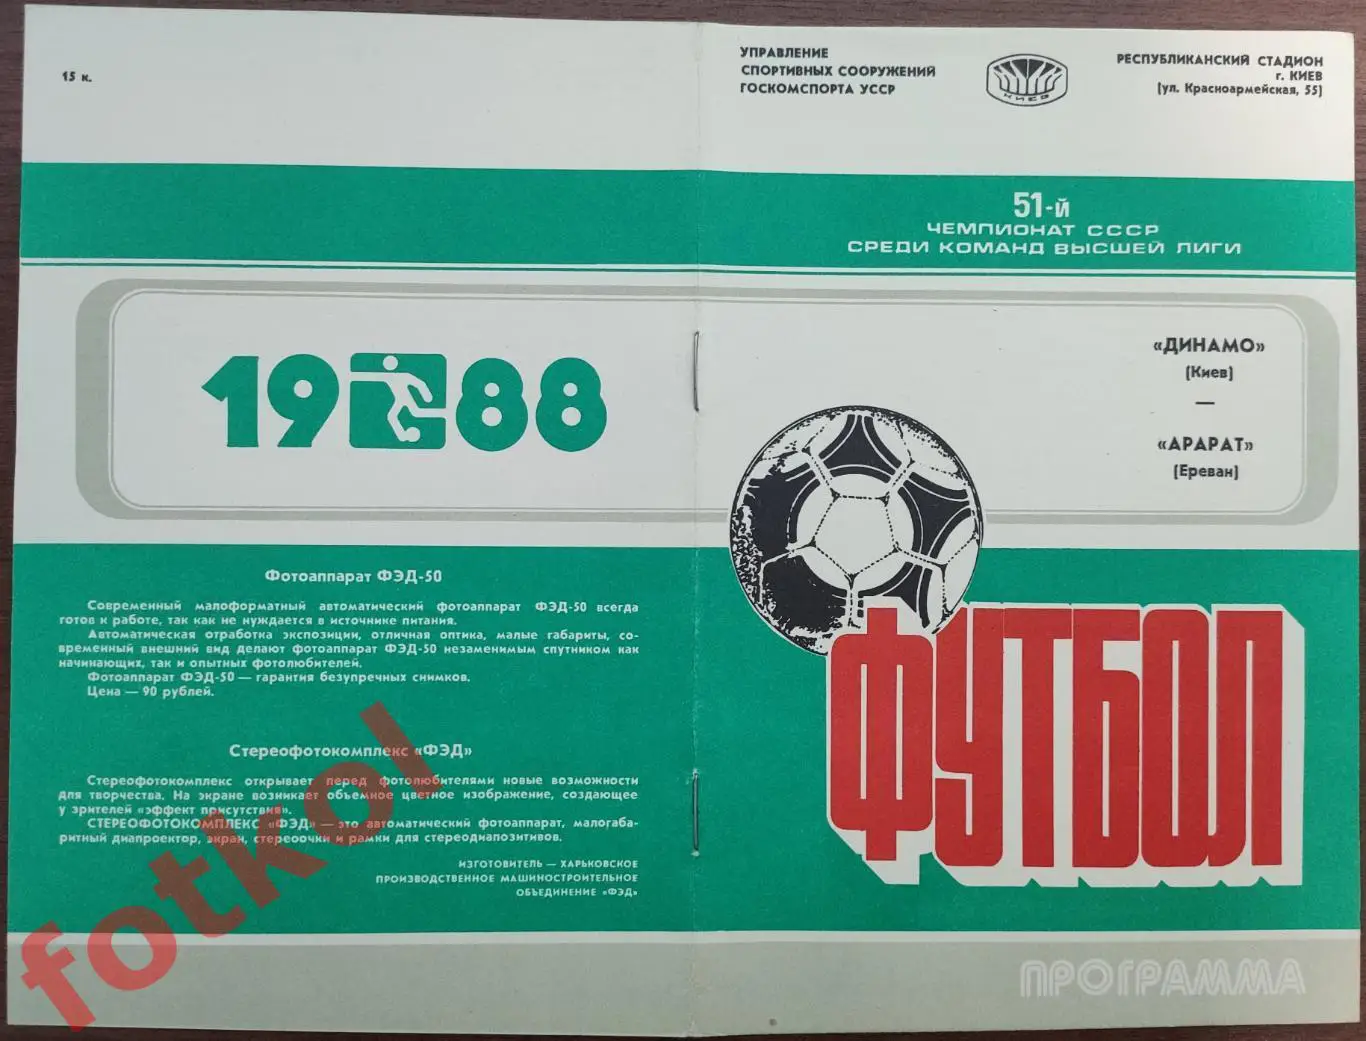 15 к.
1988
Фотоаппарат ФЭД-50
Современный малоформатный автоматический фотоаппарат ФЭД-50 всегда
готов к работе, так как не нуждается в источнике питания.
Автоматическая отработка экспозиции, отличная оптика, малые габариты, со-
временный внешний вид делают фотоаппарат ФЭД-50 незаменимым спутником как
начинающих, так и опытных фотолюбителей.
Фотоаппарат ФЭД-50 — гарантия безупречных снимков.
Цена — 90 рублей.
Стереофотокомплекс «ФЭД»
Стереофотокомплекс открывает перед фотолюбителями новые возможности
для творчества. На экране возникает объемное цветное изображение, создающее
у зрителей «эффект присутствия».
СТЕРЕОФОТОКОМПЛЕКС «ФЭД» — это автоматический фотоаппарат, малогаба-
ритный диапроектор, экран, стереоочки и рамки для стереодиапозитивов.
ИЗГОТОВИТЕЛЬ — ХАРЬКОВСКОЕ
ПРОИЗВОДСТВЕННОЕ МАШИНОСТРОИТЕЛЬНОЕ
ОБЪЕДИНЕНИЕ «ФЭД»
fotkol
УПРАВЛЕНИЕ
СПОРТИВНЫХ СООРУЖЕНИЙ
ГОСКОМСПОРТА УССР
КИЕВ
РЕСПУБЛИКАНСКИЙ СТАДИОН
г. КИЕВ
(ул. Красноармейская, 55)
51-й
ЧЕМПИОНАТ СССР
СРЕДИ КОМАНД ВЫСШЕЙ ЛИГИ
«ДИНАМО»
(Киев)
—
«АРАРАТ»
(Ереван)
ФУТБОЛ
ПРОГРАММА